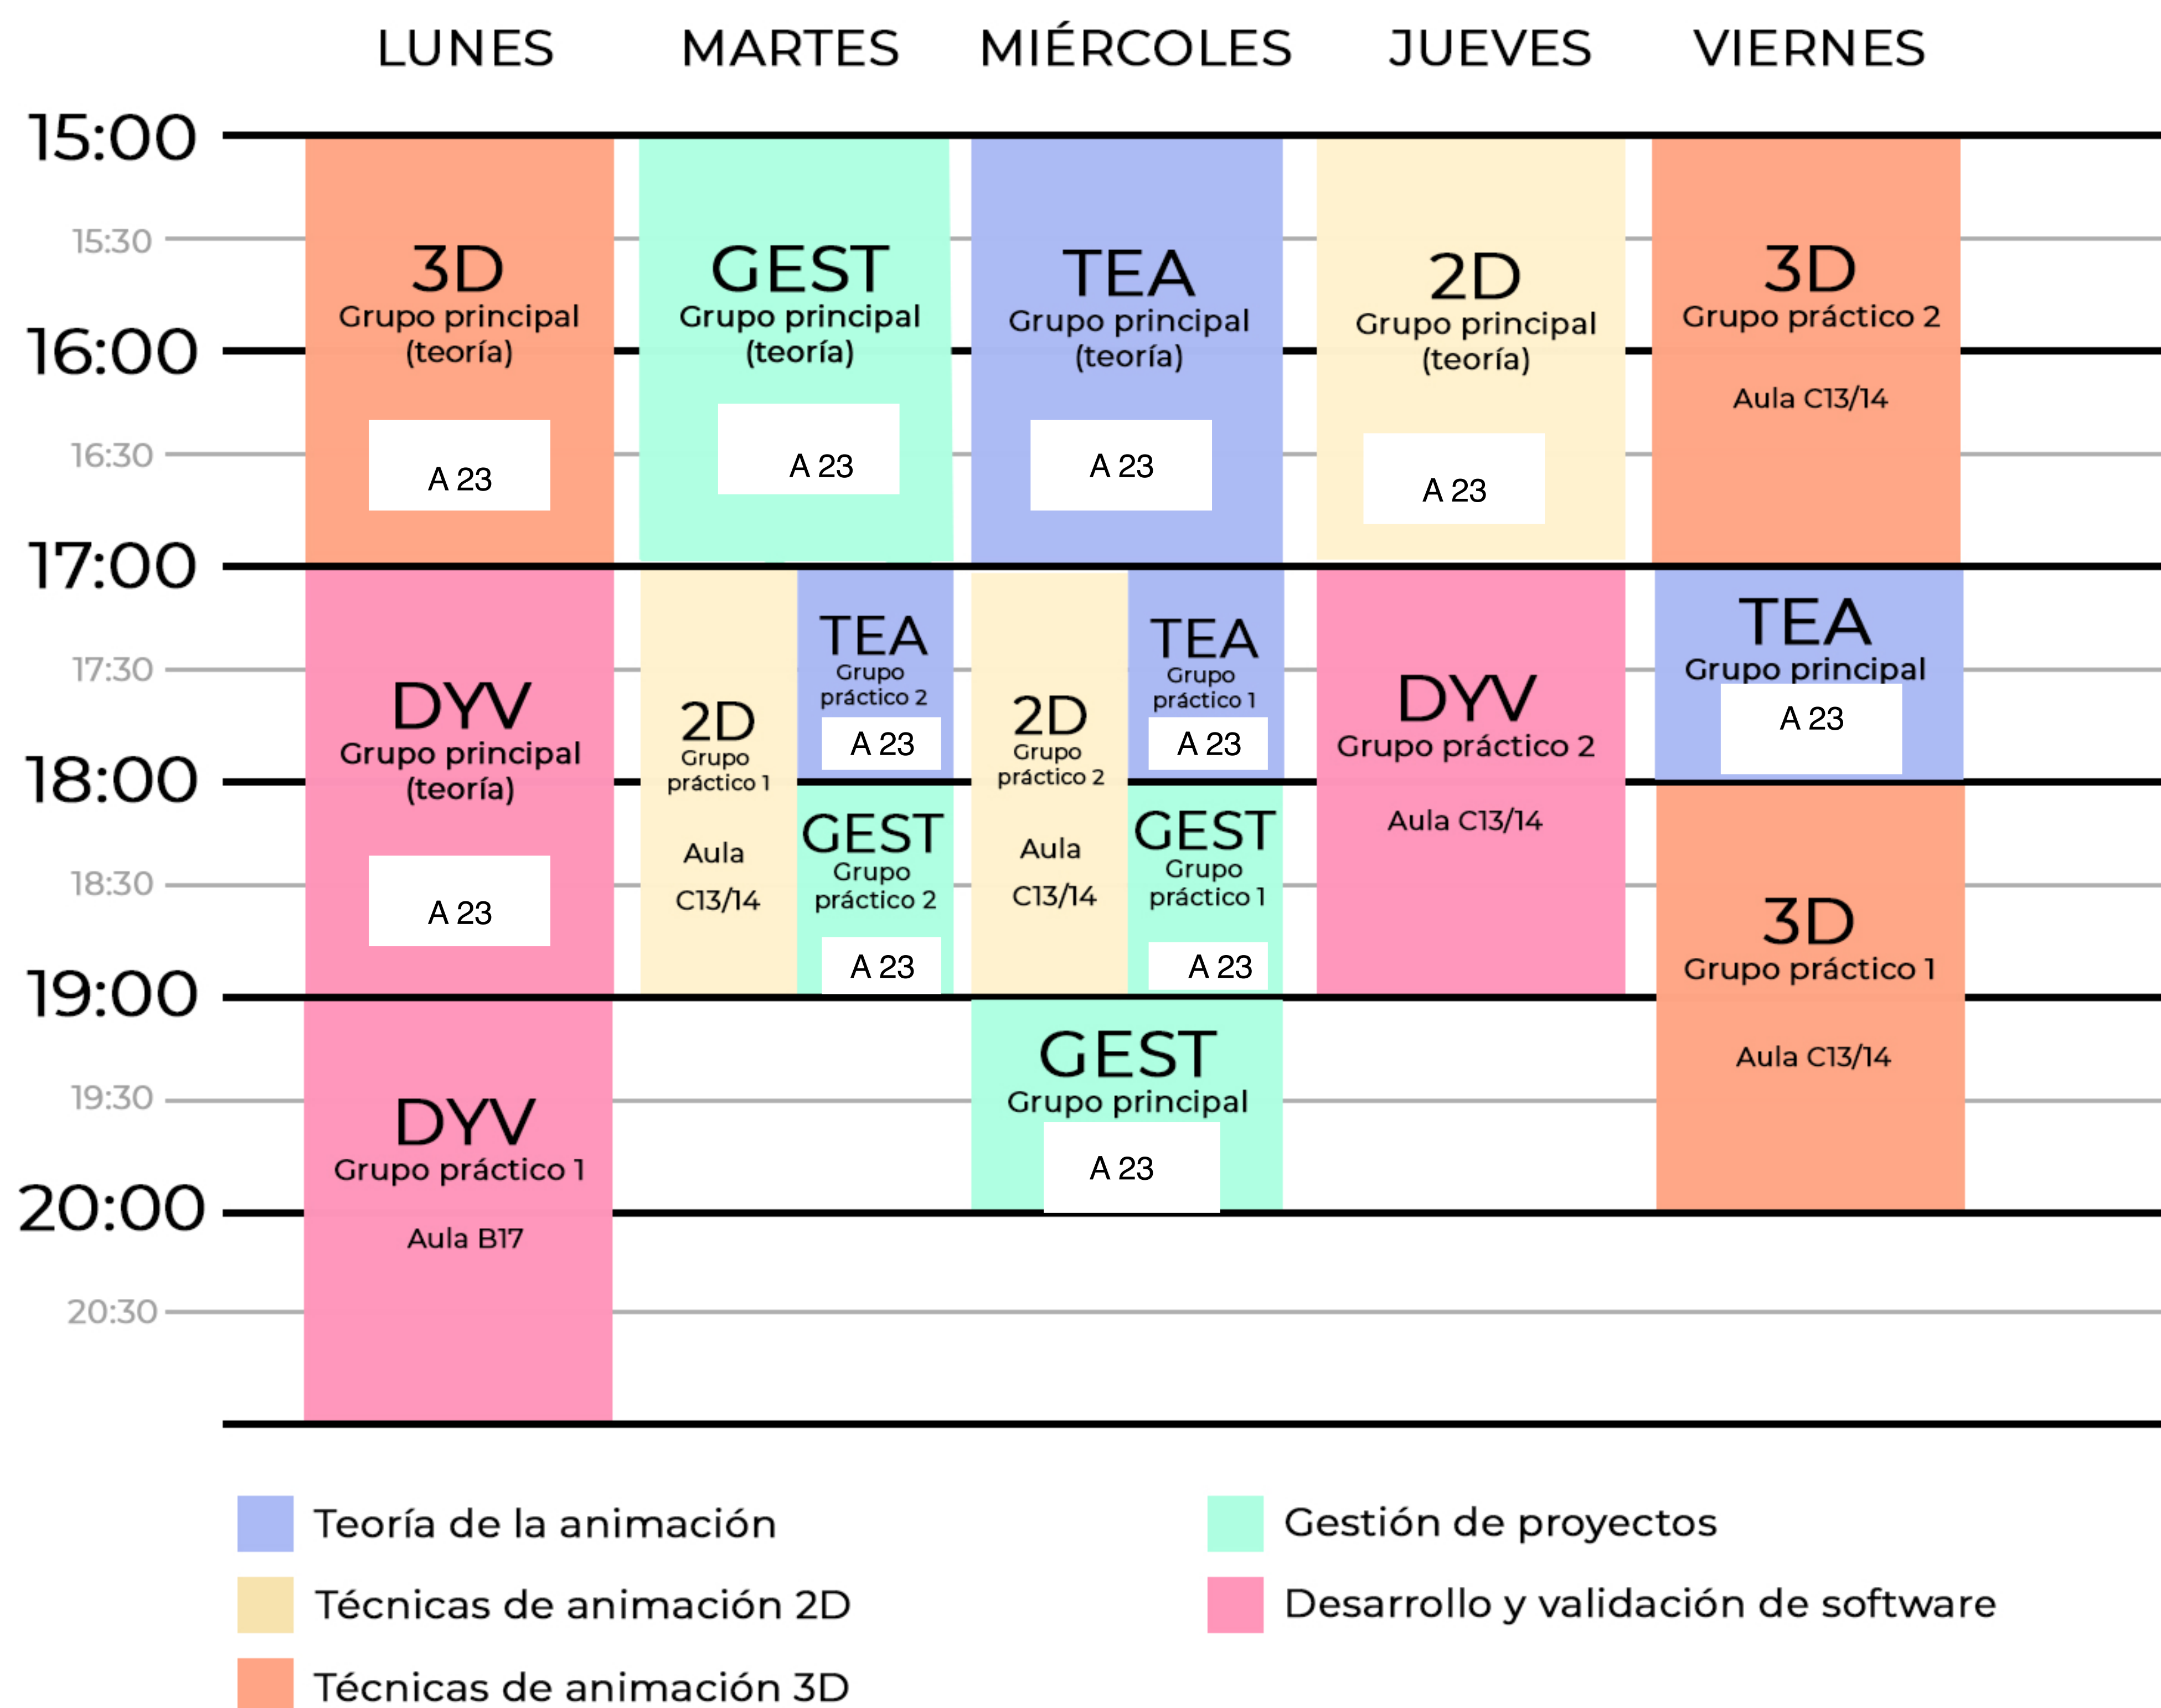 LUNES MARTES MIÉRCOLES JUEVES VIERNES
15:00
15:30
16:00
16:30
17:00
17:30
18:00
18:30
19:00
19:30
20:00
20:30
3D
Grupo principal
(teoría)
A 23
DYV
Grupo principal
(teoría)
A 23
DYV
Grupo práctico 1
Aula B17
GEST
Grupo principal
(teoría)
A 23
2D
Grupo
práctico 1
Aula
C13/14
TEA
Grupo
práctico 2
A 23
GEST
Grupo
práctico 2
A 23
TEA
Grupo principal
(teoría)
A 23
2D
Grupo
práctico 2
Aula
C13/14
TEA
Grupo
práctico 1
A 23
GEST
Grupo
práctico 1
A 23
GEST
Grupo principal
A 23
2D
Grupo principal
(teoría)
A 23
DYV
Grupo práctico 2
Aula C13/14
3D
Grupo práctico 2
Aula C13/14
TEA
Grupo principal
A 23
3D
Grupo práctico 1
Aula C13/14
Teoría de la animación
Técnicas de animación 2D
Técnicas de animación 3D
Gestión de proyectos
Desarrollo y validación de software